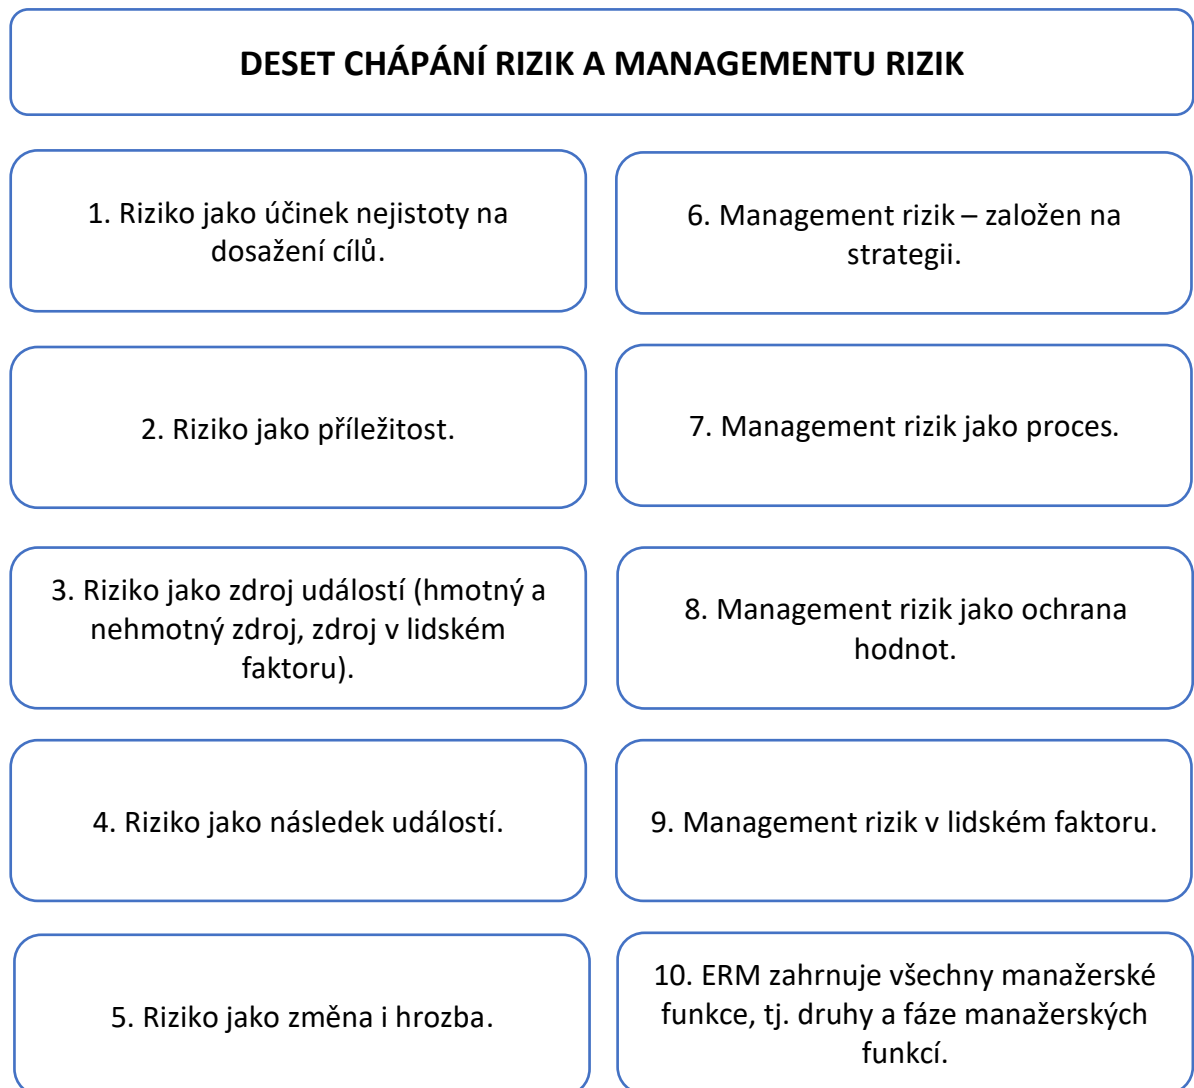 DESET CHÁPÁNÍ RIZIK A MANAGEMENTU RIZIK
1. Riziko jako účinek nejistoty na
dosažení cílů.
2. Riziko jako příležitost.
3. Riziko jako zdroj událostí (hmotný a
nehmotný zdroj, zdroj v lidském
faktoru).
4. Riziko jako následek událostí.
5. Riziko jako změna i hrozba.
6. Management rizik – založen na
strategii.
7. Management rizik jako proces.
8. Management rizik jako ochrana
hodnot.
9. Management rizik v lidském faktoru.
10. ERM zahrnuje všechny manažerské
funkce, tj. druhy a fáze manažerských
funkcí.